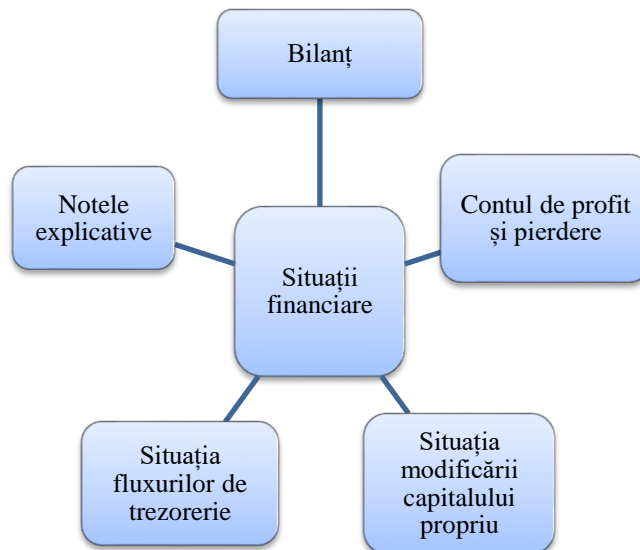 Bilanț
Notele
explicative
Contul de profit
și pierdere
Situații
financiare
Situația
fluxurilor de
trezorerie
Situația
modificării
capitalului
propriu